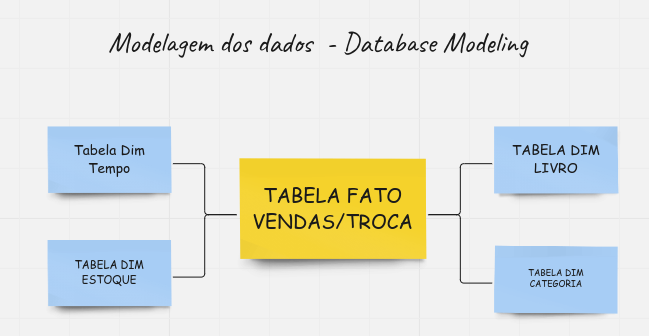 Modelagem dos dados - Database Modeling
Tabela Dim
Tempo
TABELA DIM
LIVRO
TABELA FATO
VENDAS/TROCA
TABELA DIM
ESTOQUE
TABELA DIM
CATEGORIA